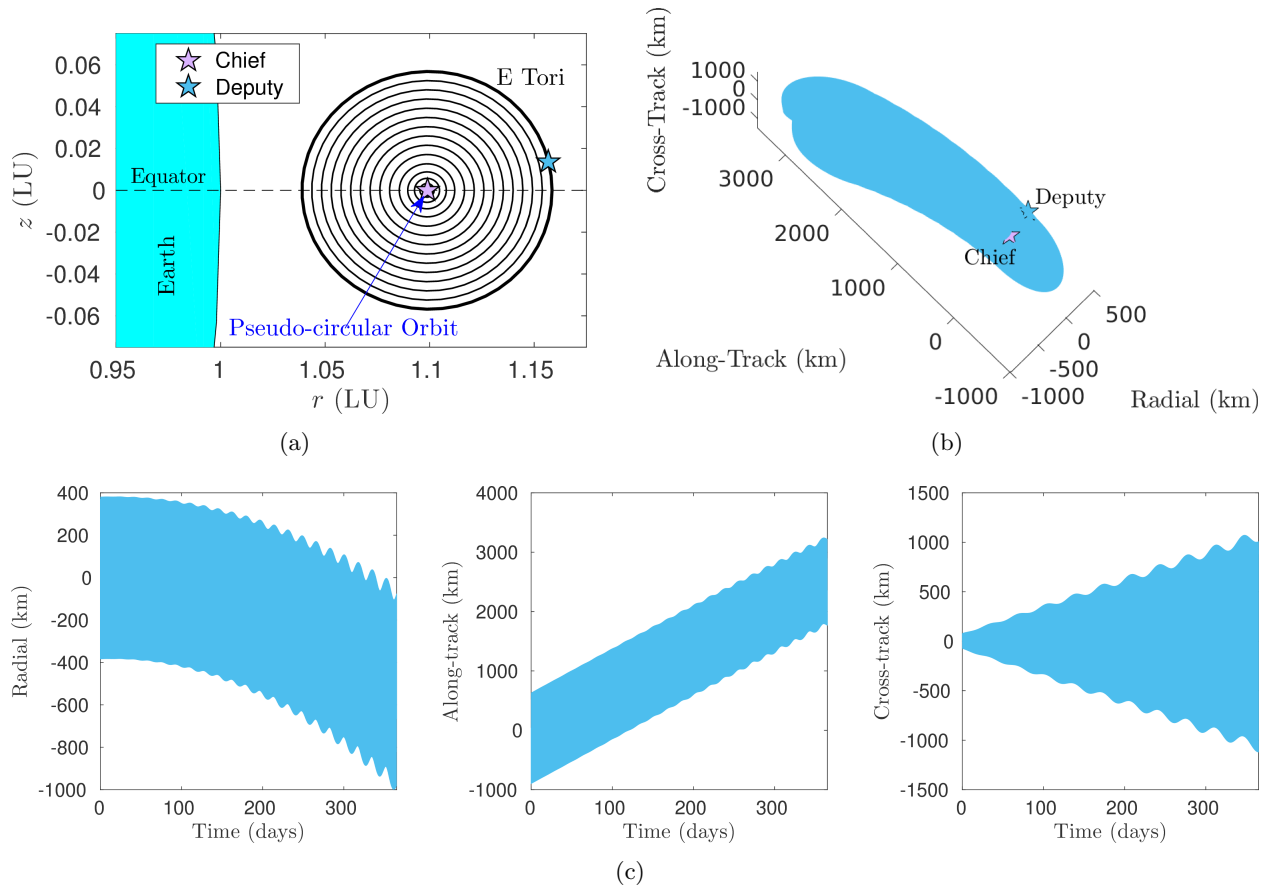 Chief
Deputy
E Tori
0.06
0.04
0.02
0
-0.02
-0.04
-0.06
z (LU)
Equator
Earth
Pseudo-circular Orbit
0.95
1
1.05
1.1
1.15
r (LU)
(a)
Cross-Track (km)
1000
0
-1000
3000
2000
1000
0
-1000
Along-Track (km)
Deputy
Chief
500
0
-500
-1000
Radial (km)
(b)
Radial (km)
400
200
0
-200
-400
-600
-800
-1000
0
100
200
300
Time (days)
Along-track (km)
4000
3000
2000
1000
0
-1000
0
100
200
300
Time (days)
Cross-track (km)
1500
1000
500
0
-500
-1000
-1500
0
100
200
300
Time (days)
(c)